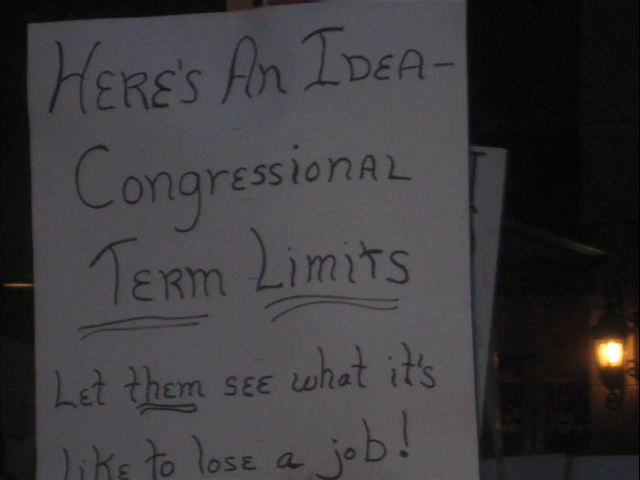 HERE'S AN IDEA-
CongRESSIONAL
TERM LIMITS
LET them SEE what it's
likE to losE a job!